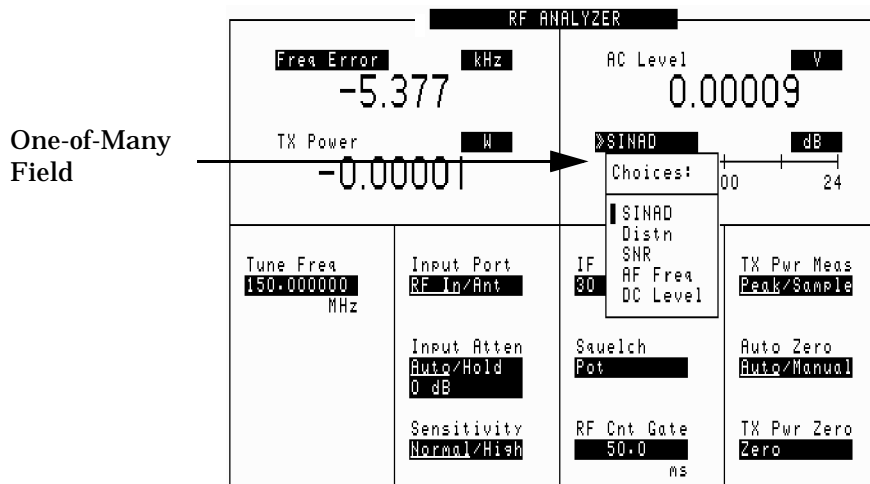 RF ANALYZER
Freq Error kHz
-5.377
AC Level V
0.00009
One-of-Many
Field
TX Power W
-0.00001
»SINAD dB
00 24
Choices:
SINAD
Distn
SNR
AF Freq
DC Level
Tune Freq
150.000000
MHz
Input Port
RF In/Ant
Input Atten
Auto/Hold
0 dB
Sensitivity
Normal/High
IF
30
Squelch
Pot
RF Cnt Gate
50.0
ms
TX Pwr Meas
Peak/Sample
Auto Zero
Auto/Manual
TX Pwr Zero
Zero